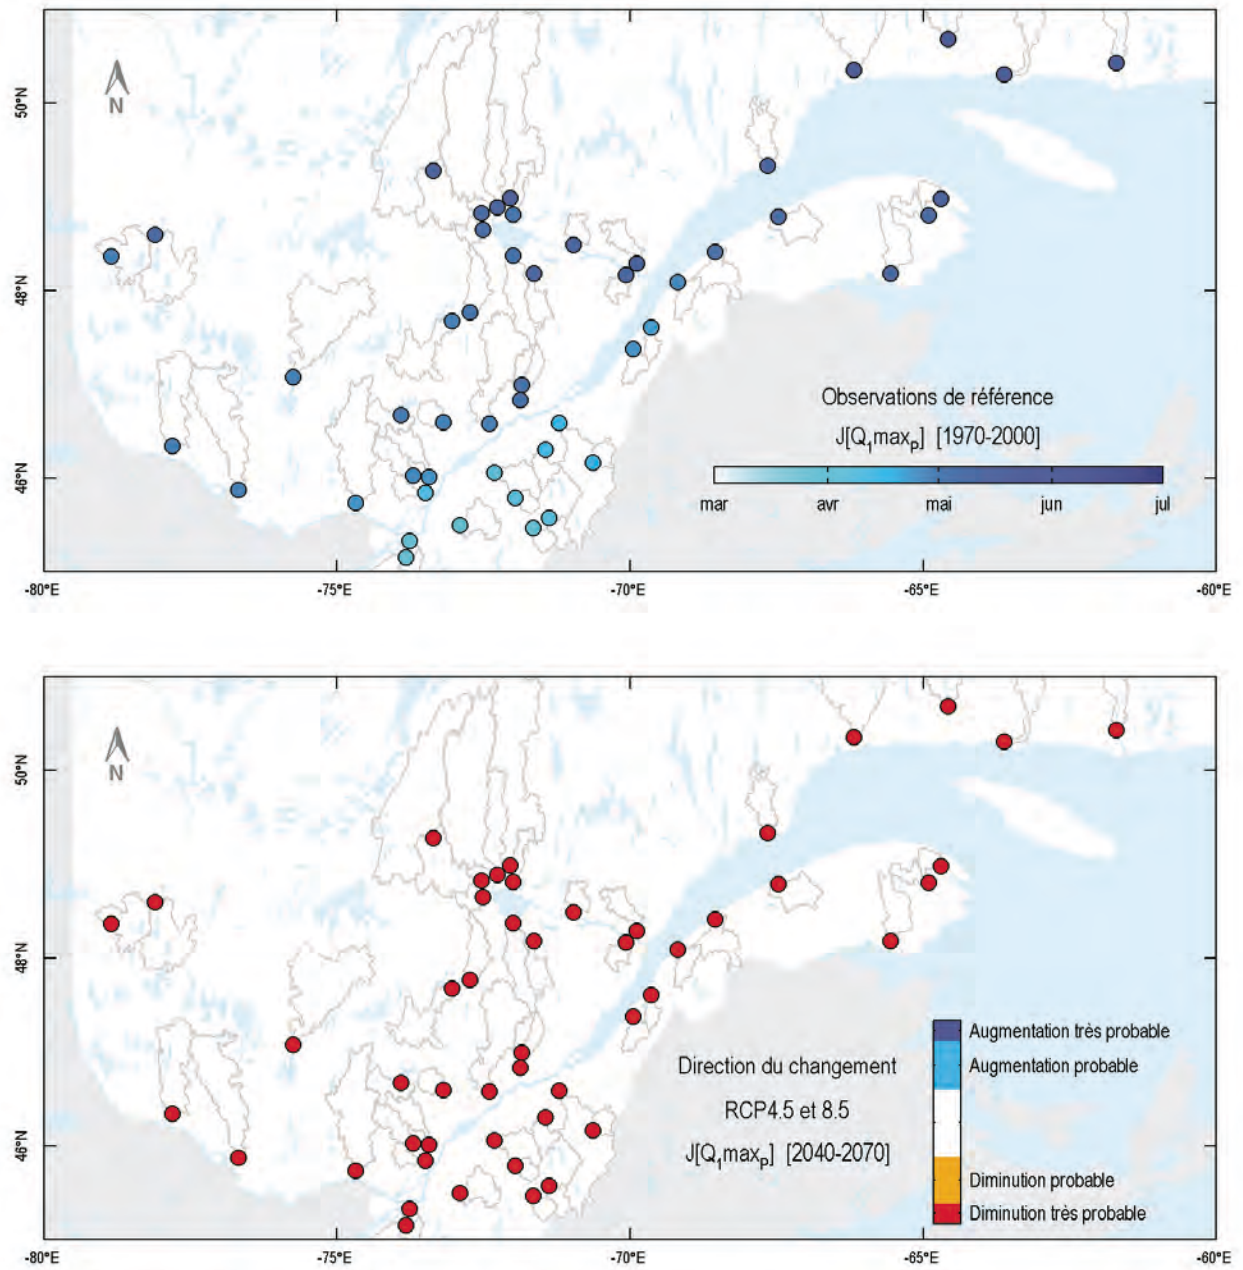 50°N
48°N
46°N
N
Observations de référence
J[Q1maxP] [1970-2000]
mar avr mai jun jul
-80°E -75°E -70°E -65°E -60°E
50°N
48°N
46°N
N
Direction du changement
RCP4.5 et 8.5
J[Q1maxP] [2040-2070]
Augmentation très probable
Augmentation probable
Diminution probable
Diminution très probable
-80°E -75°E -70°E -65°E -60°E